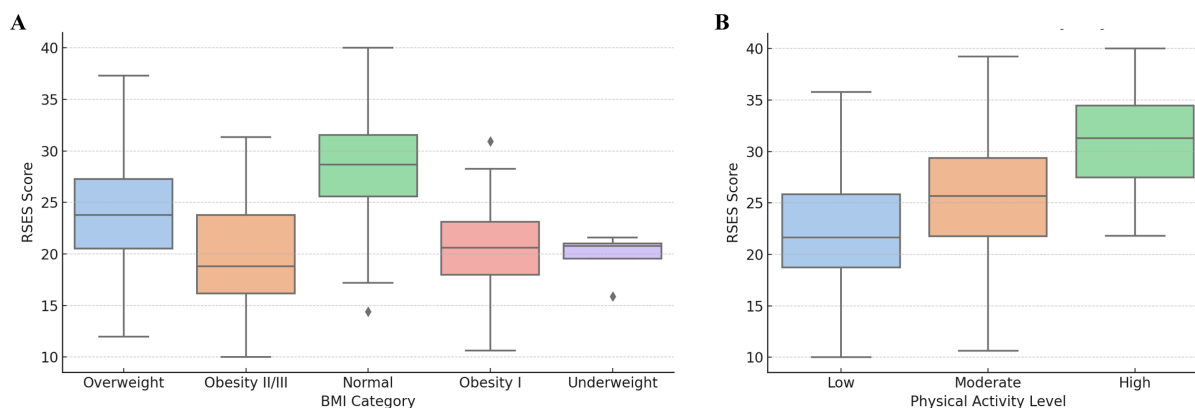 A
B
40
35
30
25
20
15
10
RSES Score
Overweight
Obesity II/III
Normal
Obesity I
Underweight
BMI Category
40
35
30
25
20
15
10
RSES Score
Low
Moderate
High
Physical Activity Level